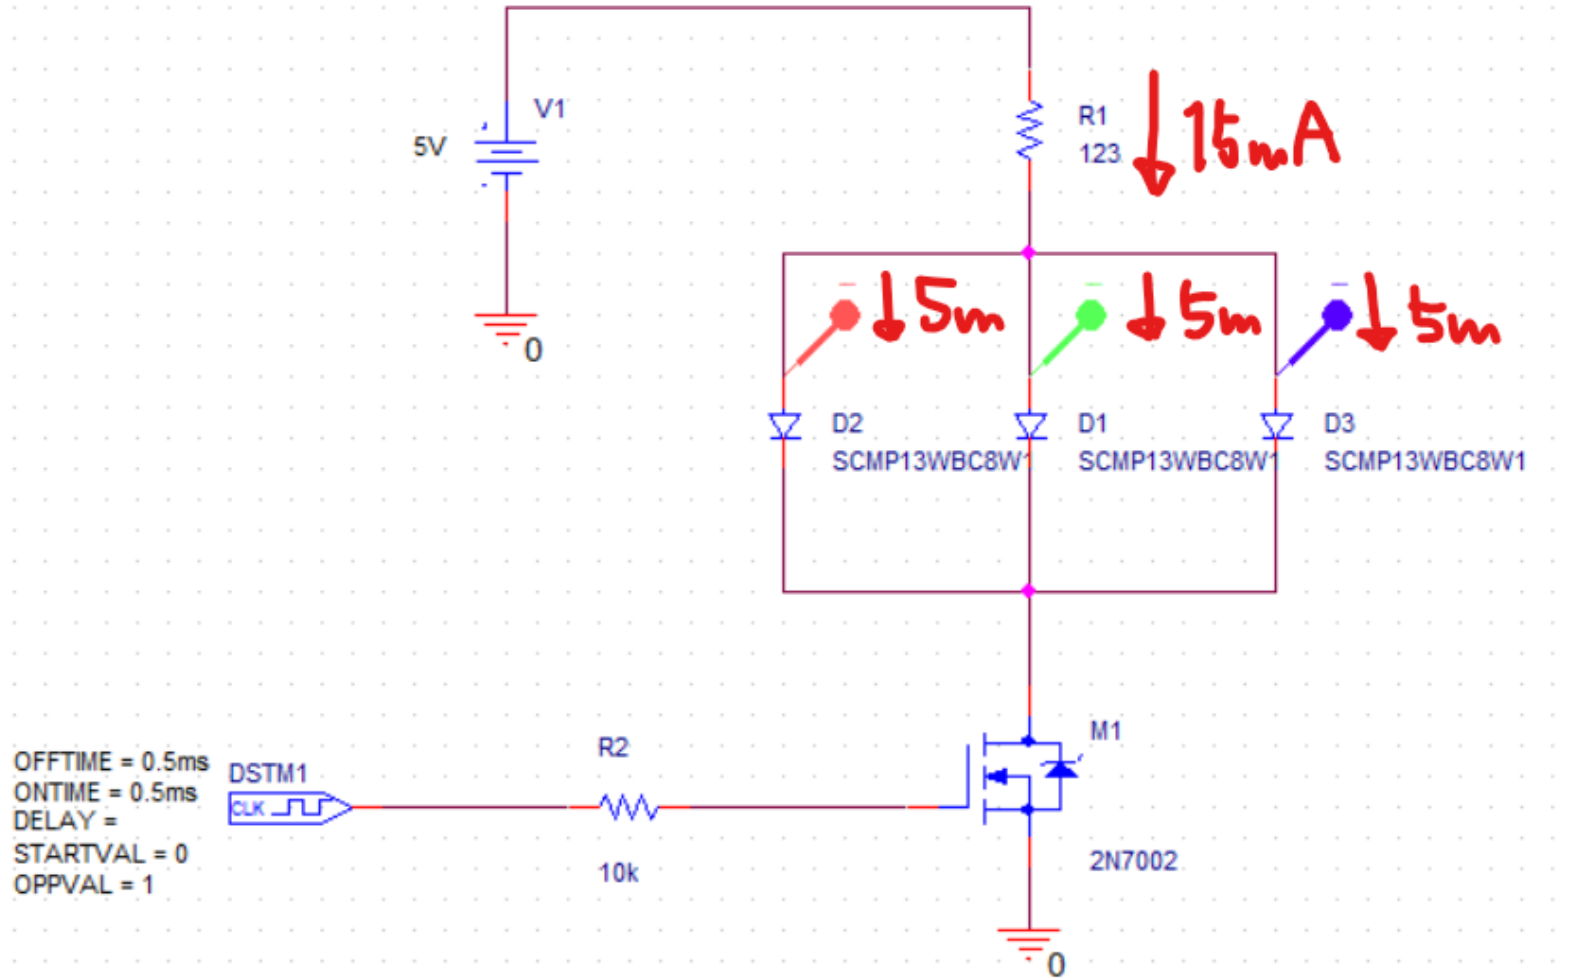 V1
5V
0
R1
123
15mA
5m
5m
5m
D2
SCMP13WBC8W1
D1
SCMP13WBC8W1
D3
SCMP13WBC8W1
OFFTIME = 0.5ms
ONTIME = 0.5ms
DELAY =
STARTVAL = 0
OPPVAL = 1
DSTM1
CLK
R2
10k
M1
2N7002
0